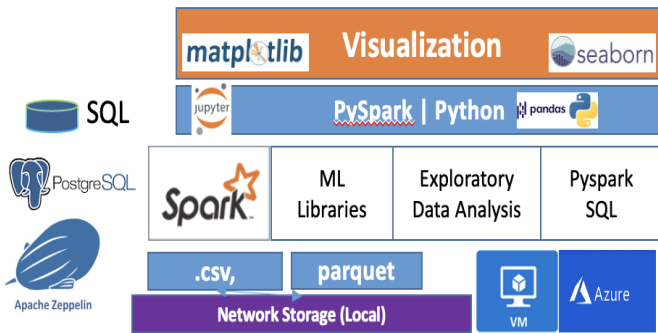 matplotlib
Visualization
seaborn
SQL
jupyter
PySpark | Python
pandas
PostgreSQL
Spark
TM
ML
Libraries
Exploratory
Data Analysis
Pyspark
SQL
Apache Zeppelin
.csv,
parquet
Network Storage (Local)
VM
Azure